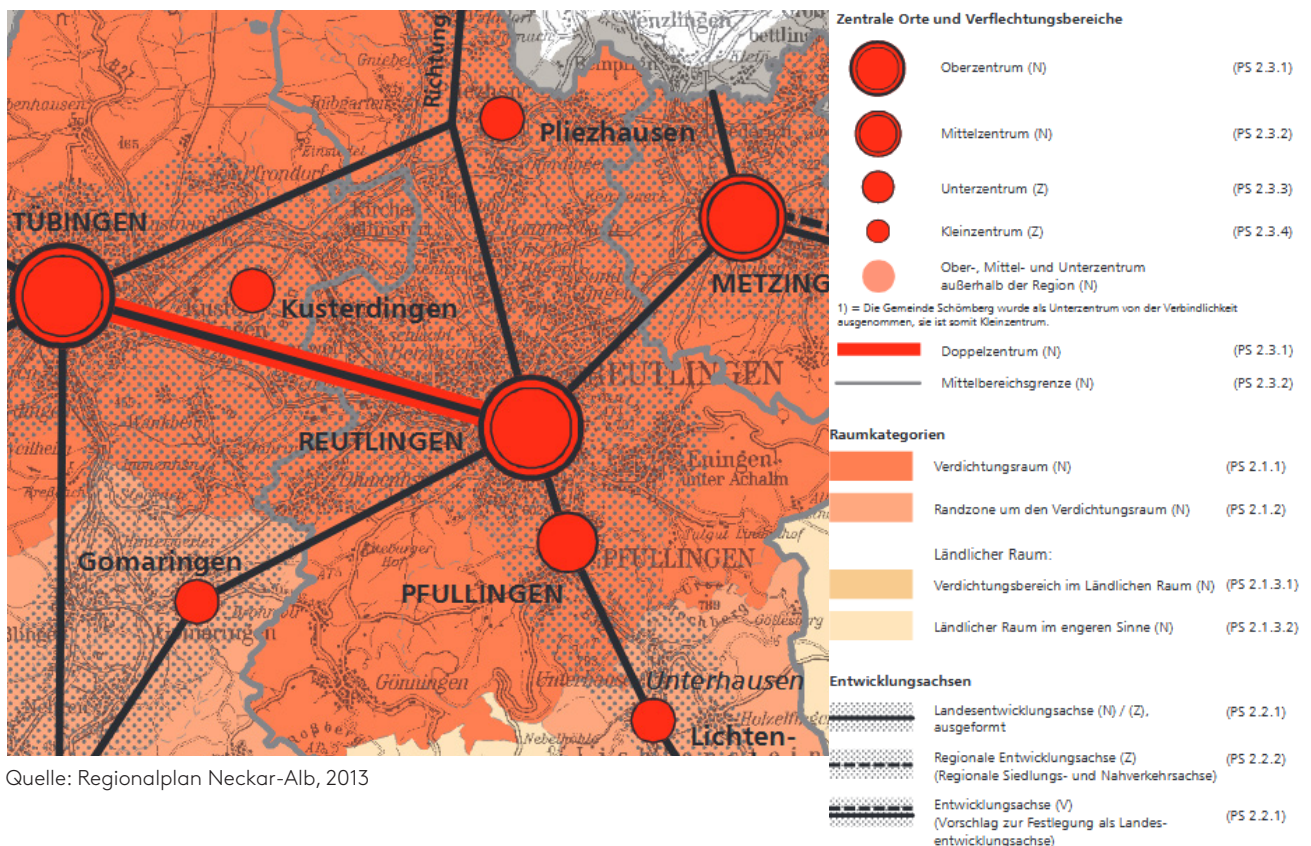 Richtung
Pliezhausen
TÜBINGEN
Pfrondorf
Einsiedel
Gniebel
Kusterdingen
METZING
REUTLINGEN
REUTLINGEN
Eningen
unter Achalm
Wankheim
Ohmenh
Gomaringen
PFULLINGEN
PFULLINGEN
Gönningen
Unterhausen
Lichten-
Quelle: Regionalplan Neckar-Alb, 2013
Zentrale Orte und Verflechtungsbereiche
Oberzentrum (N) (PS 2.3.1)
Mittelzentrum (N) (PS 2.3.2)
Unterzentrum (Z) (PS 2.3.3)
Kleinzentrum (Z) (PS 2.3.4)
Ober-, Mittel- und Unterzentrum
außerhalb der Region (N)
1) = Die Gemeinde Schömberg wurde als Unterzentrum von der Verbindlichkeit
ausgenommen, sie ist somit Kleinzentrum.
Doppelzentrum (N) (PS 2.3.1)
Mittelbereichsgrenze (N) (PS 2.3.2)
Raumkategorien
Verdichtungsraum (N) (PS 2.1.1)
Randzone um den Verdichtungsraum (N) (PS 2.1.2)
Ländlicher Raum:
Verdichtungsbereich im Ländlichen Raum (N) (PS 2.1.3.1)
Ländlicher Raum im engeren Sinne (N) (PS 2.1.3.2)
Entwicklungsachsen
Landesentwicklungsachse (N) / (Z), (PS 2.2.1)
ausgeformt
Regionale Entwicklungsachse (Z) (PS 2.2.2)
(Regionale Siedlungs- und Nahverkehrsachse)
Entwicklungsachse (V) (PS 2.2.1)
(Vorschlag zur Festlegung als Landes-
entwicklungsachse)